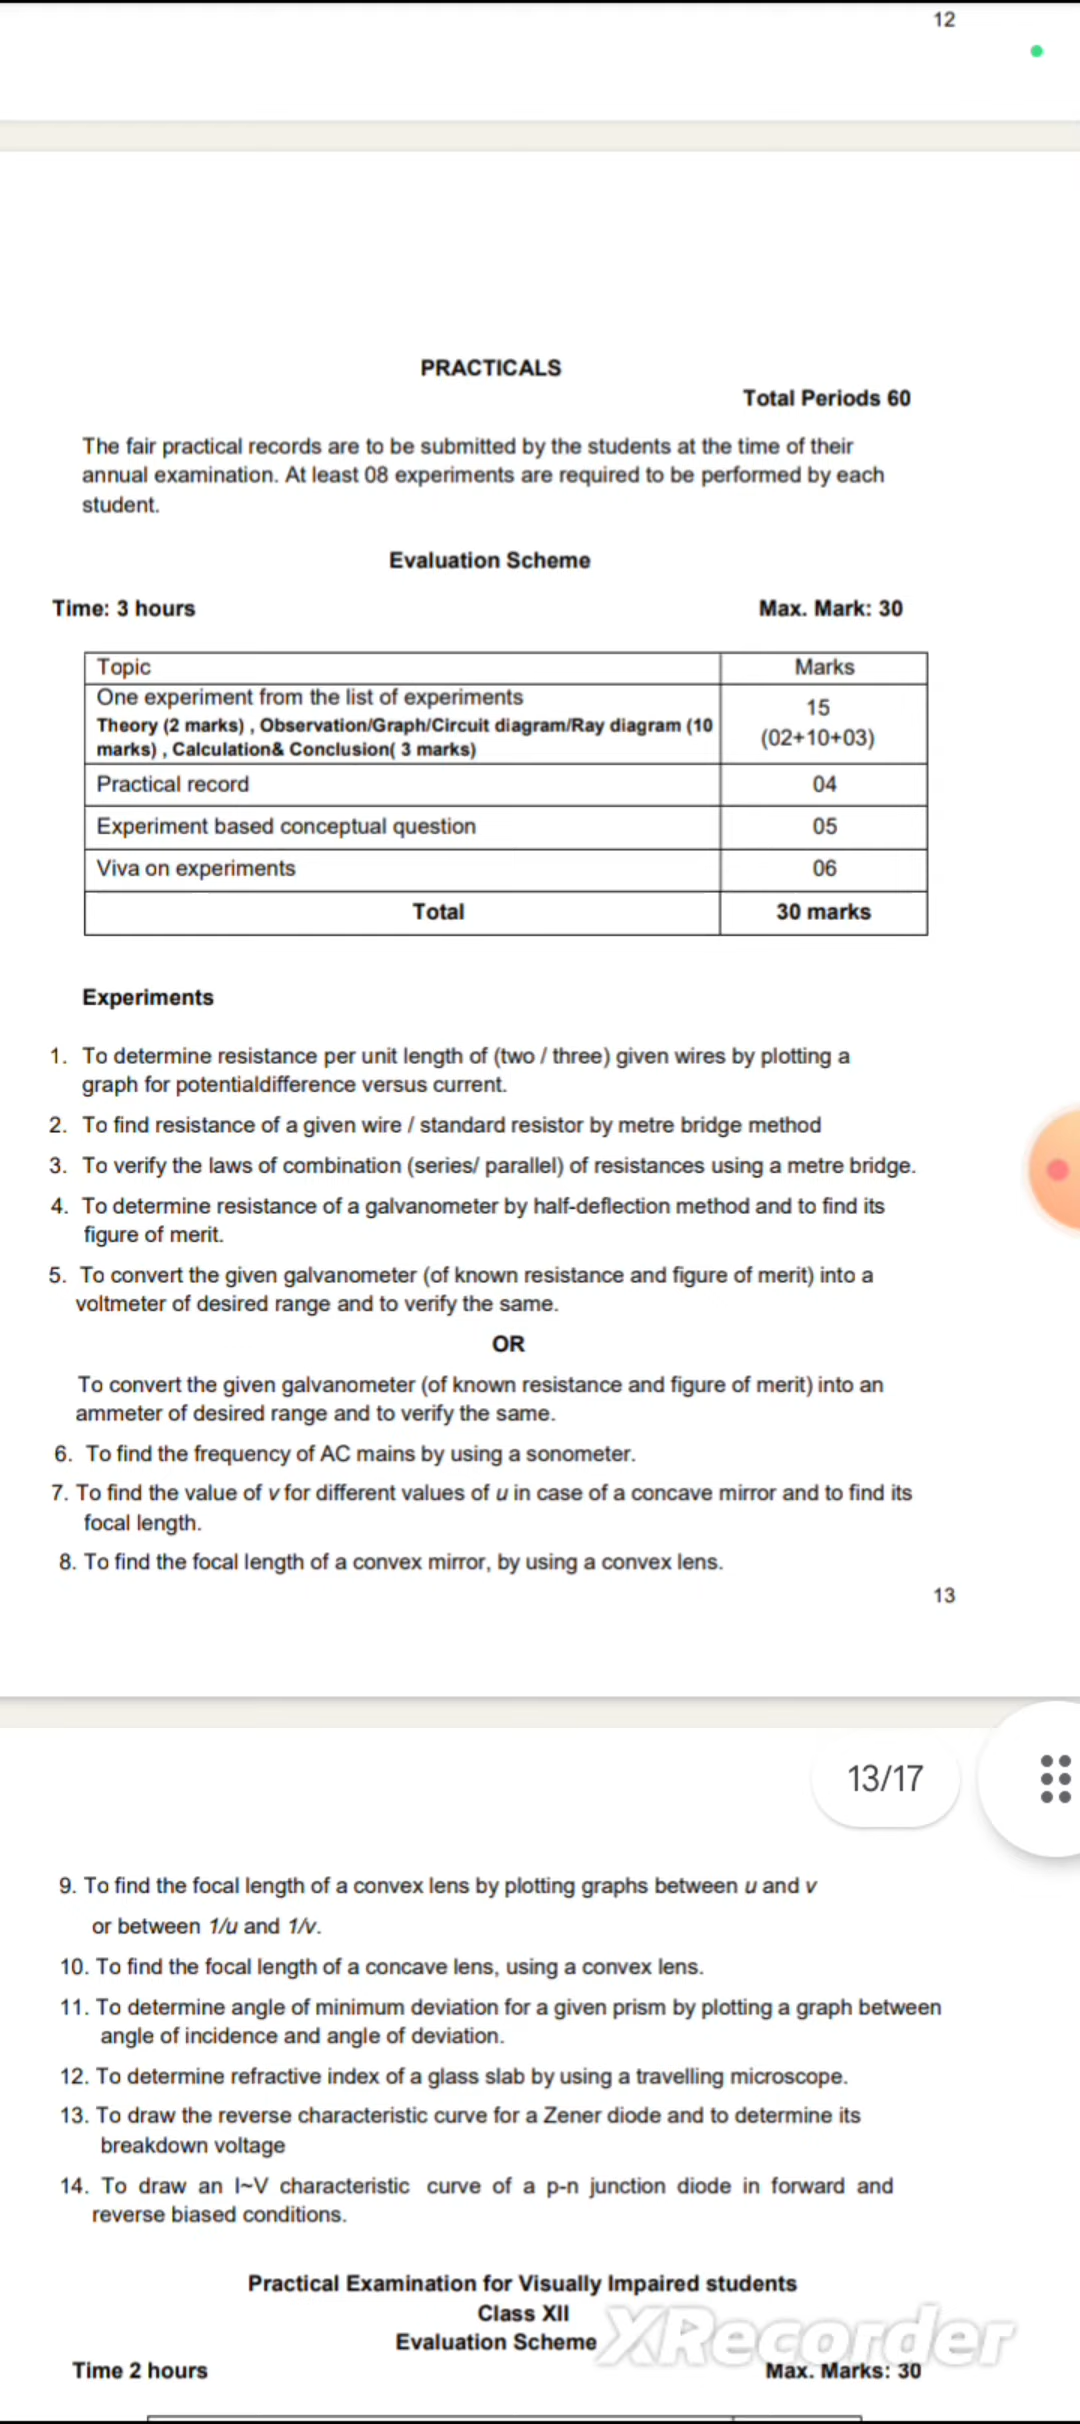 12
PRACTICALS
Total Periods 60
The fair practical records are to be submitted by the students at the time of their
annual examination. At least 08 experiments are required to be performed by each
student.
Evaluation Scheme
Time: 3 hours Max. Mark: 30
Topic Marks
One experiment from the list of experiments
Theory (2 marks) , Observation/Graph/Circuit diagram/Ray diagram (10
marks) , Calculation& Conclusion( 3 marks)
15
(02+10+03)
Practical record 04
Experiment based conceptual question 05
Viva on experiments 06
Total 30 marks
Experiments
1. To determine resistance per unit length of (two / three) given wires by plotting a
graph for potentialdifference versus current.
2. To find resistance of a given wire / standard resistor by metre bridge method
3. To verify the laws of combination (series/ parallel) of resistances using a metre bridge.
4. To determine resistance of a galvanometer by half-deflection method and to find its
figure of merit.
5. To convert the given galvanometer (of known resistance and figure of merit) into a
voltmeter of desired range and to verify the same.
OR
To convert the given galvanometer (of known resistance and figure of merit) into an
ammeter of desired range and to verify the same.
6. To find the frequency of AC mains by using a sonometer.
7. To find the value of v for different values of u in case of a concave mirror and to find its
focal length.
8. To find the focal length of a convex mirror, by using a convex lens.
13
13/17
9. To find the focal length of a convex lens by plotting graphs between u and v
or between 1/u and 1/v.
10. To find the focal length of a concave lens, using a convex lens.
11. To determine angle of minimum deviation for a given prism by plotting a graph between
angle of incidence and angle of deviation.
12. To determine refractive index of a glass slab by using a travelling microscope.
13. To draw the reverse characteristic curve for a Zener diode and to determine its
breakdown voltage
14. To draw an I~V characteristic curve of a p-n junction diode in forward and
reverse biased conditions.
Practical Examination for Visually Impaired students
Class XII
Evaluation Scheme
XRecorder
Time 2 hours Max. Marks: 30